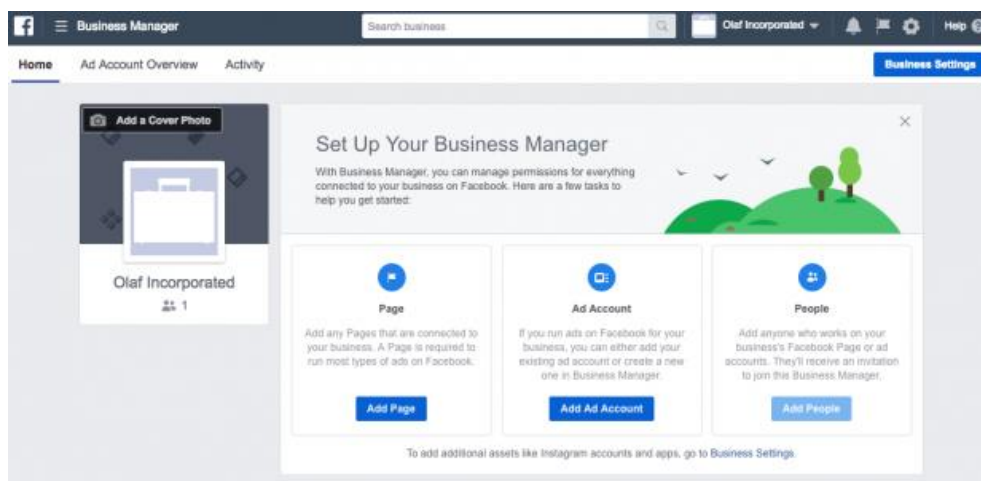 f Business Manager Search business Olaf Incorporated Help
Home Ad Account Overview Activity Business Settings
Add a Cover Photo
Olaf Incorporated
1
Set Up Your Business Manager
With Business Manager, you can manage permissions for everything
connected to your business on Facebook. Here are a few tasks to
help you get started:
Page
Add any Pages that are connected to
your business. A Page is required to
run most types of ads on Facebook.
Add Page
Ad Account
If you run ads on Facebook for your
business, you can either add your
existing ad account or create a new
one in Business Manager.
Add Ad Account
People
Add anyone who works on your
business's Facebook Page or ad
accounts. They'll receive an invitation
to join this Business Manager.
Add People
To add additional assets like Instagram accounts and apps, go to Business Settings.